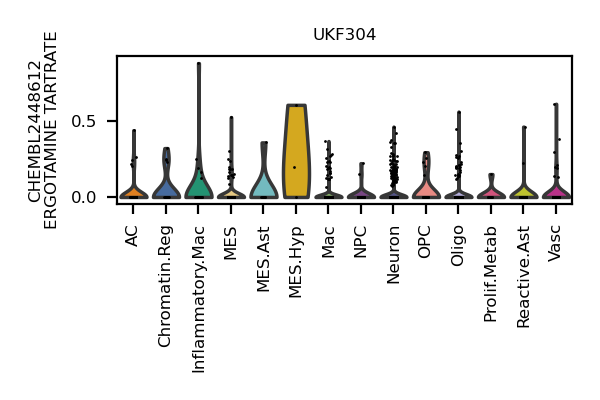 UKF304
CHEMBL2448612
ERGOTAMINE TARTRATE
0.5
0.0
AC
Chromatin.Reg
Inflammatory.Mac
MES
MES.Ast
MES.Hyp
Mac
NPC
Neuron
OPC
Oligo
Prolif.Metab
Reactive.Ast
Vasc